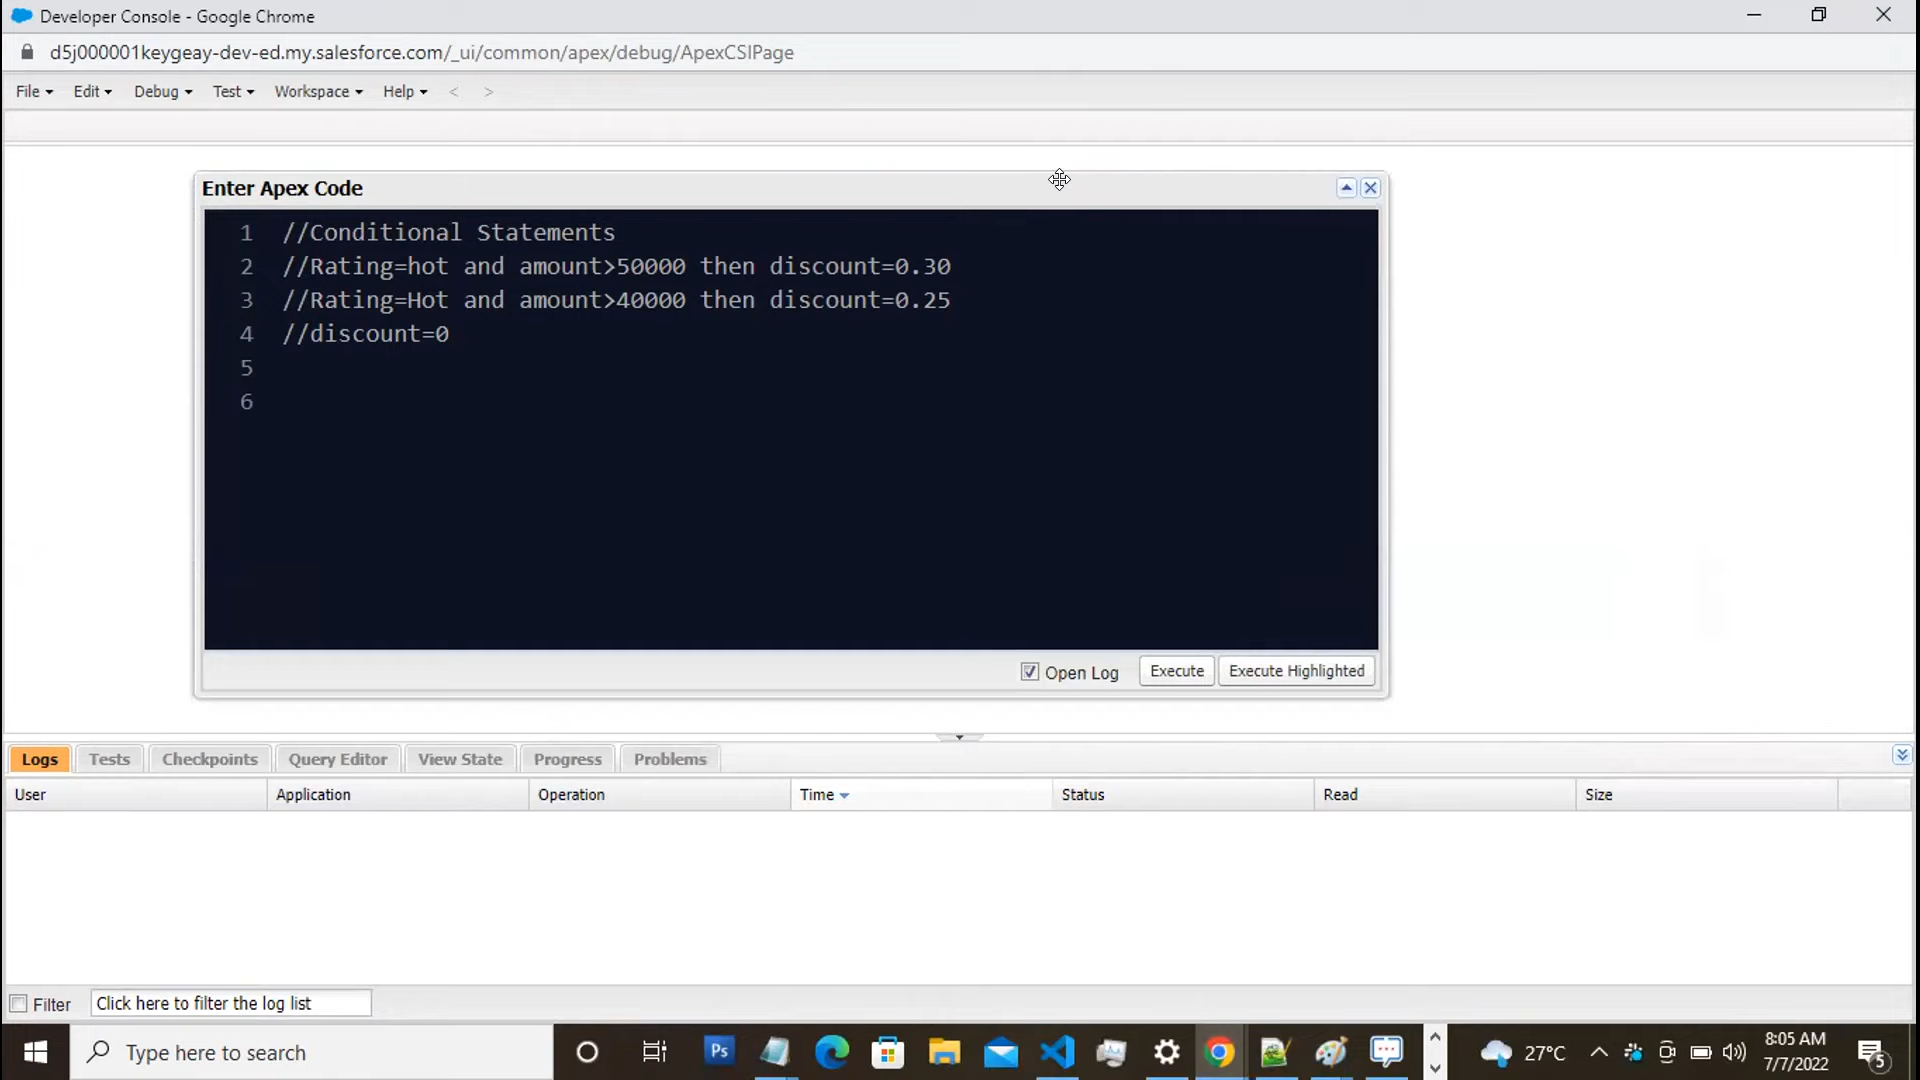 Developer Console - Google Chrome
d5j000001keygeay-dev-ed.my.salesforce.com/_ui/common/apex/debug/ApexCSIPage
File Edit Debug Test Workspace Help < >
Enter Apex Code
1 //Conditional Statements
2 //Rating=hot and amount>50000 then discount=0.30
3 //Rating=Hot and amount>40000 then discount=0.25
4 //discount=0
5
6
Open Log Execute Execute Highlighted
Logs Tests Checkpoints Query Editor View State Progress Problems
User Application Operation Time Status Read Size
Filter Click here to filter the log list
Type here to search
Ps
27°C
8:05 AM
7/7/2022
5